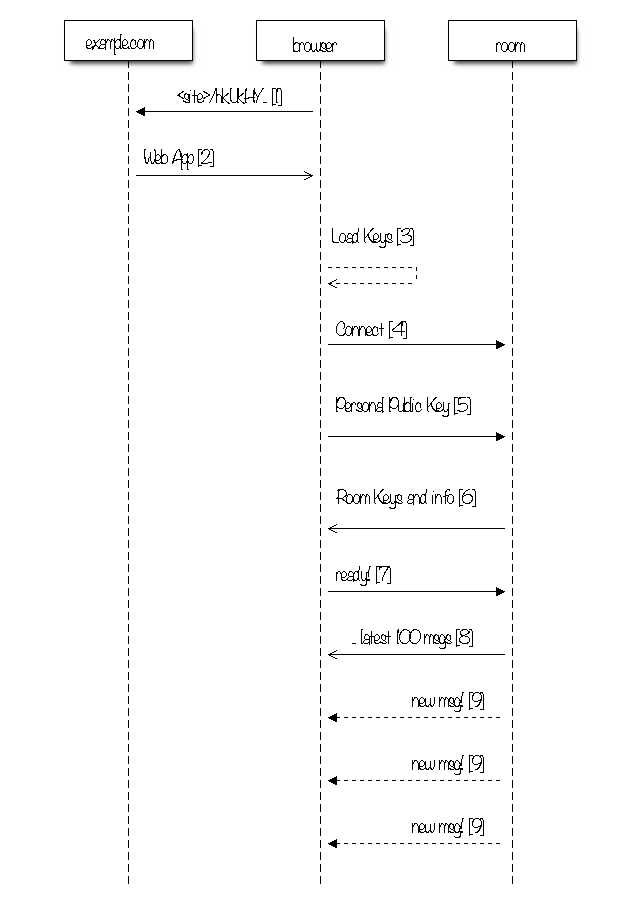 example.com
browser
room
<site>/hkUkHY_ [1]
Web App [2]
Load Keys [3]
Connect [4]
Personal Public Key [5]
Room Keys and info [6]
ready! [7]
_ latest 100 msgs [8]
new msg! [9]
new msg! [9]
new msg! [9]